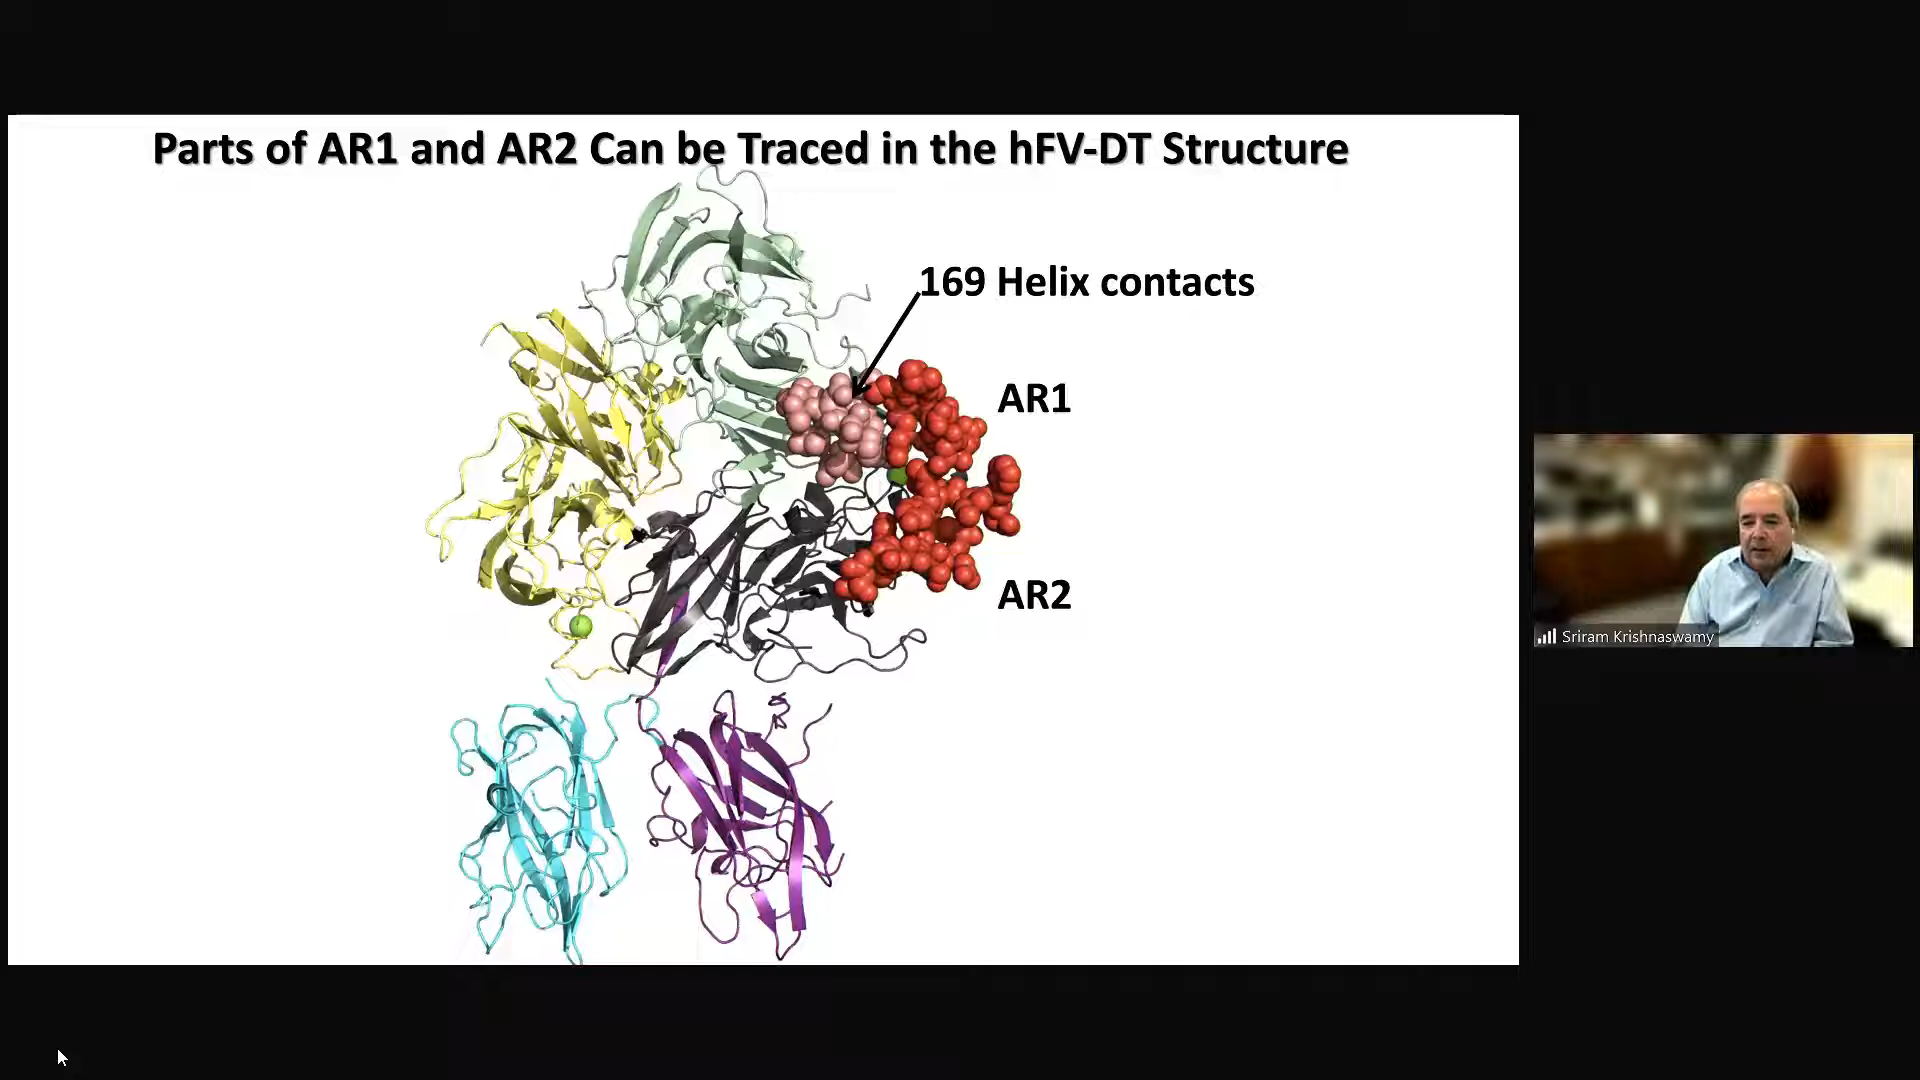 Parts of AR1 and AR2 Can be Traced in the hFV-DT Structure
169 Helix contacts
AR1
AR2
Sriram Krishnaswamy